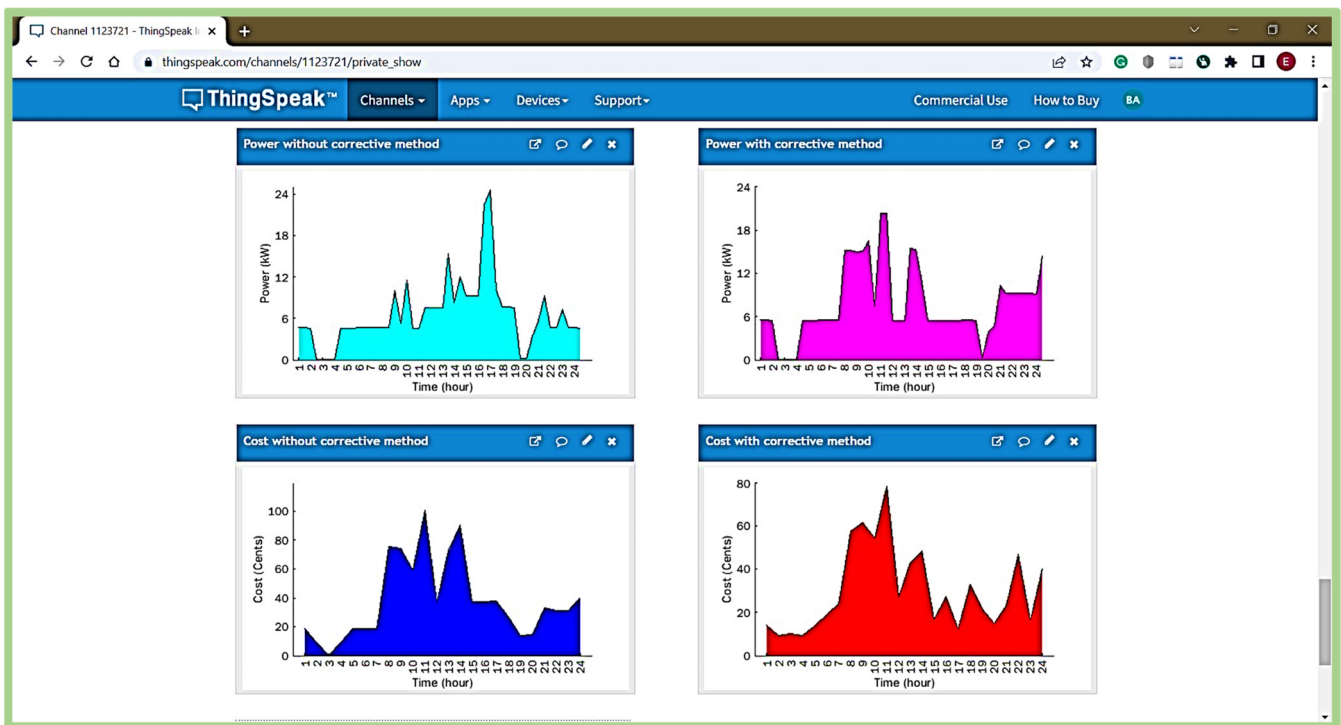 Channel 1123721 - ThingSpeak I
thingspeak.com/channels/1123721/private_show
E
ThingSpeak™ Channels Apps Devices Support Commercial Use How to Buy BA
Power without corrective method
24
18
12
6
0
Power (kW)
1 2 3 4 5 6 7 8 9 10 11 12 13 14 15 16 17 18 19 20 21 22 23 24
Time (hour)
Power with corrective method
24
18
12
6
0
Power (kW)
1 2 3 4 5 6 7 8 9 10 11 12 13 14 15 16 17 18 19 20 21 22 23 24
Time (hour)
Cost without corrective method
100
80
60
40
20
0
Cost (Cents)
1 2 3 4 5 6 7 8 9 10 11 12 13 14 15 16 17 18 19 20 21 22 23 24
Time (hour)
Cost with corrective method
80
60
40
20
0
Cost (Cents)
1 2 3 4 5 6 7 8 9 10 11 12 13 14 15 16 17 18 19 20 21 22 23 24
Time (hour)